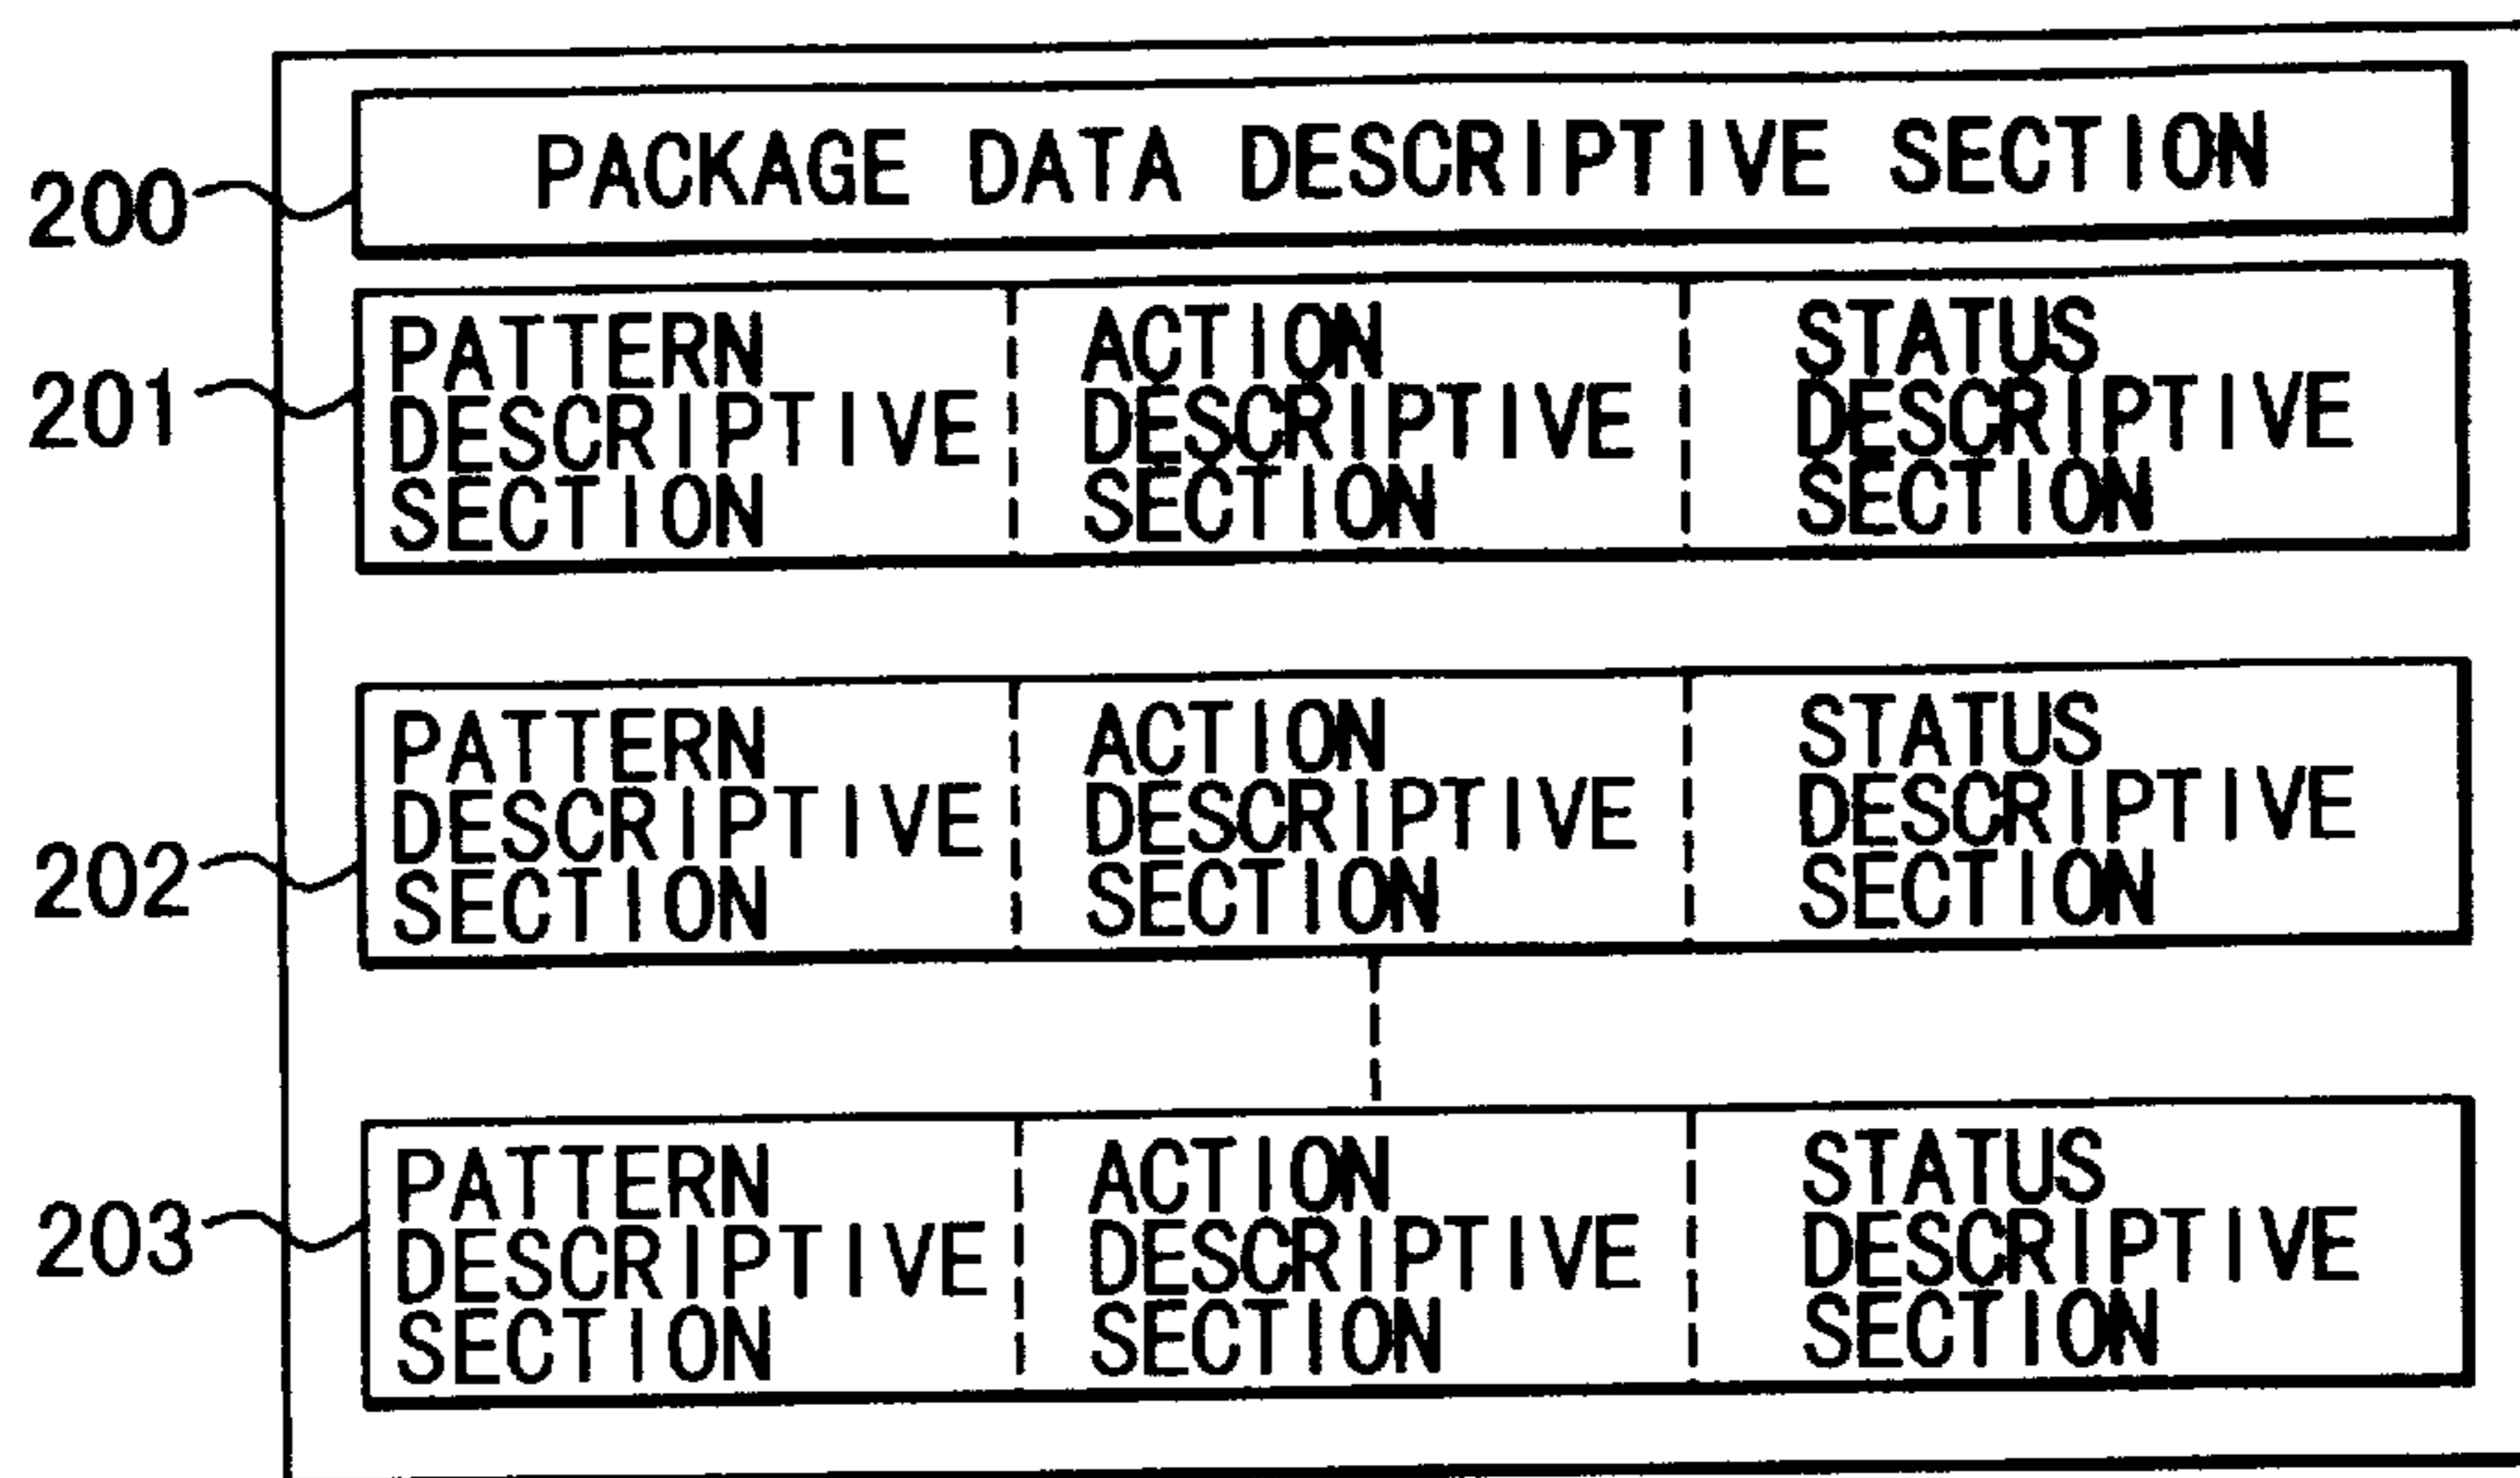 200 PACKAGE DATA DESCRIPTIVE SECTION
201
PATTERN
DESCRIPTIVE
SECTION
ACTION
DESCRIPTIVE
SECTION
STATUS
DESCRIPTIVE
SECTION
202
PATTERN
DESCRIPTIVE
SECTION
ACTION
DESCRIPTIVE
SECTION
STATUS
DESCRIPTIVE
SECTION
203
PATTERN
DESCRIPTIVE
SECTION
ACTION
DESCRIPTIVE
SECTION
STATUS
DESCRIPTIVE
SECTION